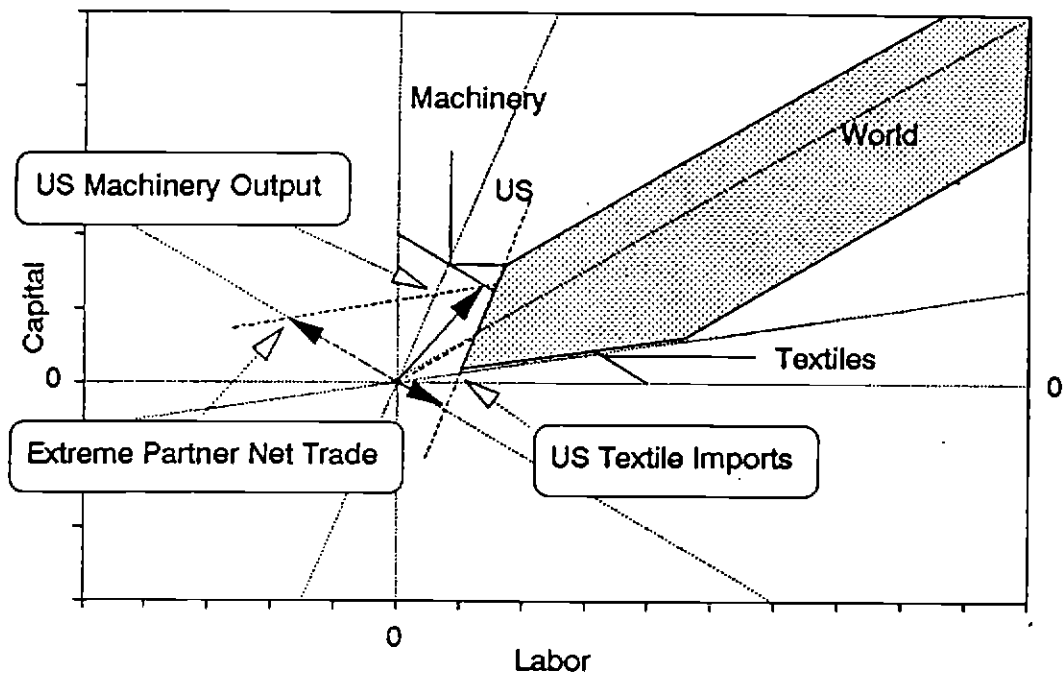 Machinery
World
US Machinery Output
US
Capital
0
Textiles
0
Extreme Partner Net Trade
US Textile Imports
0
Labor